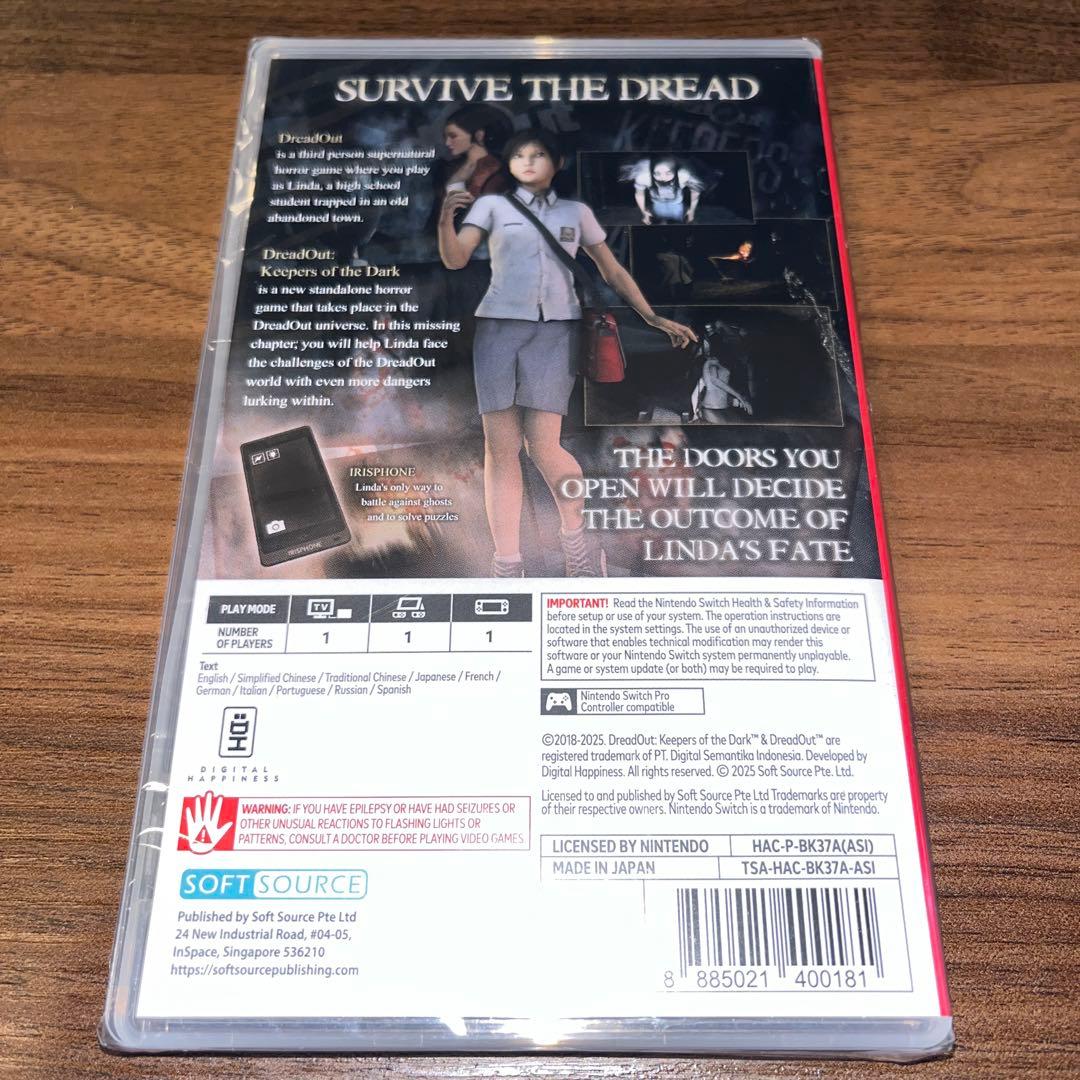 SURVIVE THE DREAD
DreadOut
is a third person supernatural
horror game where you play
as Linda, a high school
student trapped in an old
abandoned town.
DreadOut:
Keepers of the Dark
is a new standalone horror
game that takes place in the
DreadOut universe. In this missing
chapter, you will help Linda face
the challenges of the DreadOut
world with even more dangers
lurking within.
IRISPHONE
Linda's only way to
battle against ghosts
and to solve puzzles
IRISPHONE
THE DOORS YOU
OPEN WILL DECIDE
THE OUTCOME OF
LINDA'S FATE
PLAY MODE TV
NUMBER
OF PLAYERS 1 1 1
Text
English / Simplified Chinese / Traditional Chinese / Japanese / French /
German / Italian / Portuguese / Russian / Spanish
DIGITAL
HAPPINESS
WARNING: IF YOU HAVE EPILEPSY OR HAVE HAD SEIZURES OR
OTHER UNUSUAL REACTIONS TO FLASHING LIGHTS OR
PATTERNS, CONSULT A DOCTOR BEFORE PLAYING VIDEO GAMES
SOFT SOURCE
Published by Soft Source Pte Ltd
24 New Industrial Road, #04-05,
InSpace, Singapore 536210
https://softsourcepublishing.com
IMPORTANT! Read the Nintendo Switch Health & Safety Information
before setup or use of your system. The operation instructions are
located in the system settings. The use of an unauthorized device or
software that enables technical modification may render this
software or your Nintendo Switch system permanently unplayable.
A game or system update (or both) may be required to play.
Nintendo Switch Pro
Controller compatible
©2018-2025. DreadOut: Keepers of the Dark™ & DreadOut™ are
registered trademark of PT. Digital Semantika Indonesia. Developed by
Digital Happiness. All rights reserved. © 2025 Soft Source Pte. Ltd.
Licensed to and published by Soft Source Pte Ltd Trademarks are property
of their respective owners. Nintendo Switch is a trademark of Nintendo.
LICENSED BY NINTENDO HAC-P-BK37A(ASI)
MADE IN JAPAN TSA-HAC-BK37A-ASI
8 885021 400181